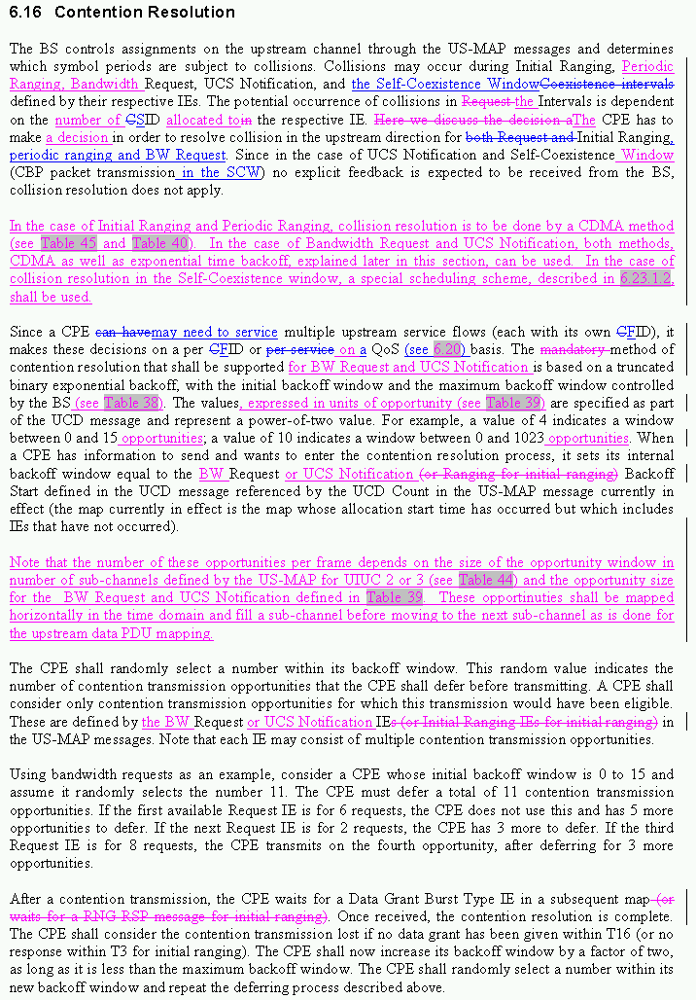 6.16 Contention Resolution
The BS controls assignments on the upstream channel through the US-MAP messages and determines
which symbol periods are subject to collisions. Collisions may occur during Initial Ranging, Periodic
Ranging, Bandwidth Request, UCS Notification, and the Self-Coexistence WindowCoexistence intervals
defined by their respective IEs. The potential occurrence of collisions in Request the Intervals is dependent
on the number of CSID allocated toin the respective IE. Here we discuss the decision aThe CPE has to
make a decision in order to resolve collision in the upstream direction for both Request and Initial Ranging,
periodic ranging and BW Request. Since in the case of UCS Notification and Self-Coexistence Window
(CBP packet transmission in the SCW) no explicit feedback is expected to be received from the BS,
collision resolution does not apply.
In the case of Initial Ranging and Periodic Ranging, collision resolution is to be done by a CDMA method
(see Table 45 and Table 40). In the case of Bandwidth Request and UCS Notification, both methods,
CDMA as well as exponential time backoff, explained later in this section, can be used. In the case of
collision resolution in the Self-Coexistence window, a special scheduling scheme, described in 6.23.1.2,
shall be used.
Since a CPE can havemay need to service multiple upstream service flows (each with its own CFID), it
makes these decisions on a per CFID or per service on a QoS (see 6.20) basis. The mandatory method of
contention resolution that shall be supported for BW Request and UCS Notification is based on a truncated
binary exponential backoff, with the initial backoff window and the maximum backoff window controlled
by the BS (see Table 38). The values, expressed in units of opportunity (see Table 39) are specified as part
of the UCD message and represent a power-of-two value. For example, a value of 4 indicates a window
between 0 and 15 opportunities; a value of 10 indicates a window between 0 and 1023 opportunities. When
a CPE has information to send and wants to enter the contention resolution process, it sets its internal
backoff window equal to the BW Request or UCS Notification (or Ranging for initial ranging) Backoff
Start defined in the UCD message referenced by the UCD Count in the US-MAP message currently in
effect (the map currently in effect is the map whose allocation start time has occurred but which includes
IEs that have not occurred).
Note that the number of these opportunities per frame depends on the size of the opportunity window in
number of sub-channels defined by the US-MAP for UIUC 2 or 3 (see Table 44) and the opportunity size
for the BW Request and UCS Notification defined in Table 39. These opportinuties shall be mapped
horizontally in the time domain and fill a sub-channel before moving to the next sub-channel as is done for
the upstream data PDU mapping.
The CPE shall randomly select a number within its backoff window. This random value indicates the
number of contention transmission opportunities that the CPE shall defer before transmitting. A CPE shall
consider only contention transmission opportunities for which this transmission would have been eligible.
These are defined by the BW Request or UCS Notification IEs (or Initial Ranging IEs for initial ranging) in
the US-MAP messages. Note that each IE may consist of multiple contention transmission opportunities.
Using bandwidth requests as an example, consider a CPE whose initial backoff window is 0 to 15 and
assume it randomly selects the number 11. The CPE must defer a total of 11 contention transmission
opportunities. If the first available Request IE is for 6 requests, the CPE does not use this and has 5 more
opportunities to defer. If the next Request IE is for 2 requests, the CPE has 3 more to defer. If the third
Request IE is for 8 requests, the CPE transmits on the fourth opportunity, after deferring for 3 more
opportunities.
After a contention transmission, the CPE waits for a Data Grant Burst Type IE in a subsequent map (or
waits for a RNG-RSP message for initial ranging). Once received, the contention resolution is complete.
The CPE shall consider the contention transmission lost if no data grant has been given within T16 (or no
response within T3 for initial ranging). The CPE shall now increase its backoff window by a factor of two,
as long as it is less than the maximum backoff window. The CPE shall randomly select a number within its
new backoff window and repeat the deferring process described above.